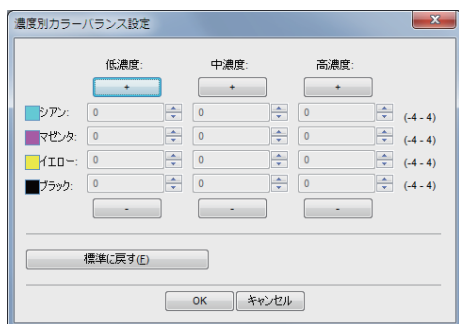 濃度別カラーバランス設定
低濃度: 中濃度: 高濃度:
+ + +
シアン: 0 0 0 (-4 - 4)
マゼンタ: 0 0 0 (-4 - 4)
イエロー: 0 0 0 (-4 - 4)
ブラック: 0 0 0 (-4 - 4)
- - -
標準に戻す(F)
OK キャンセル